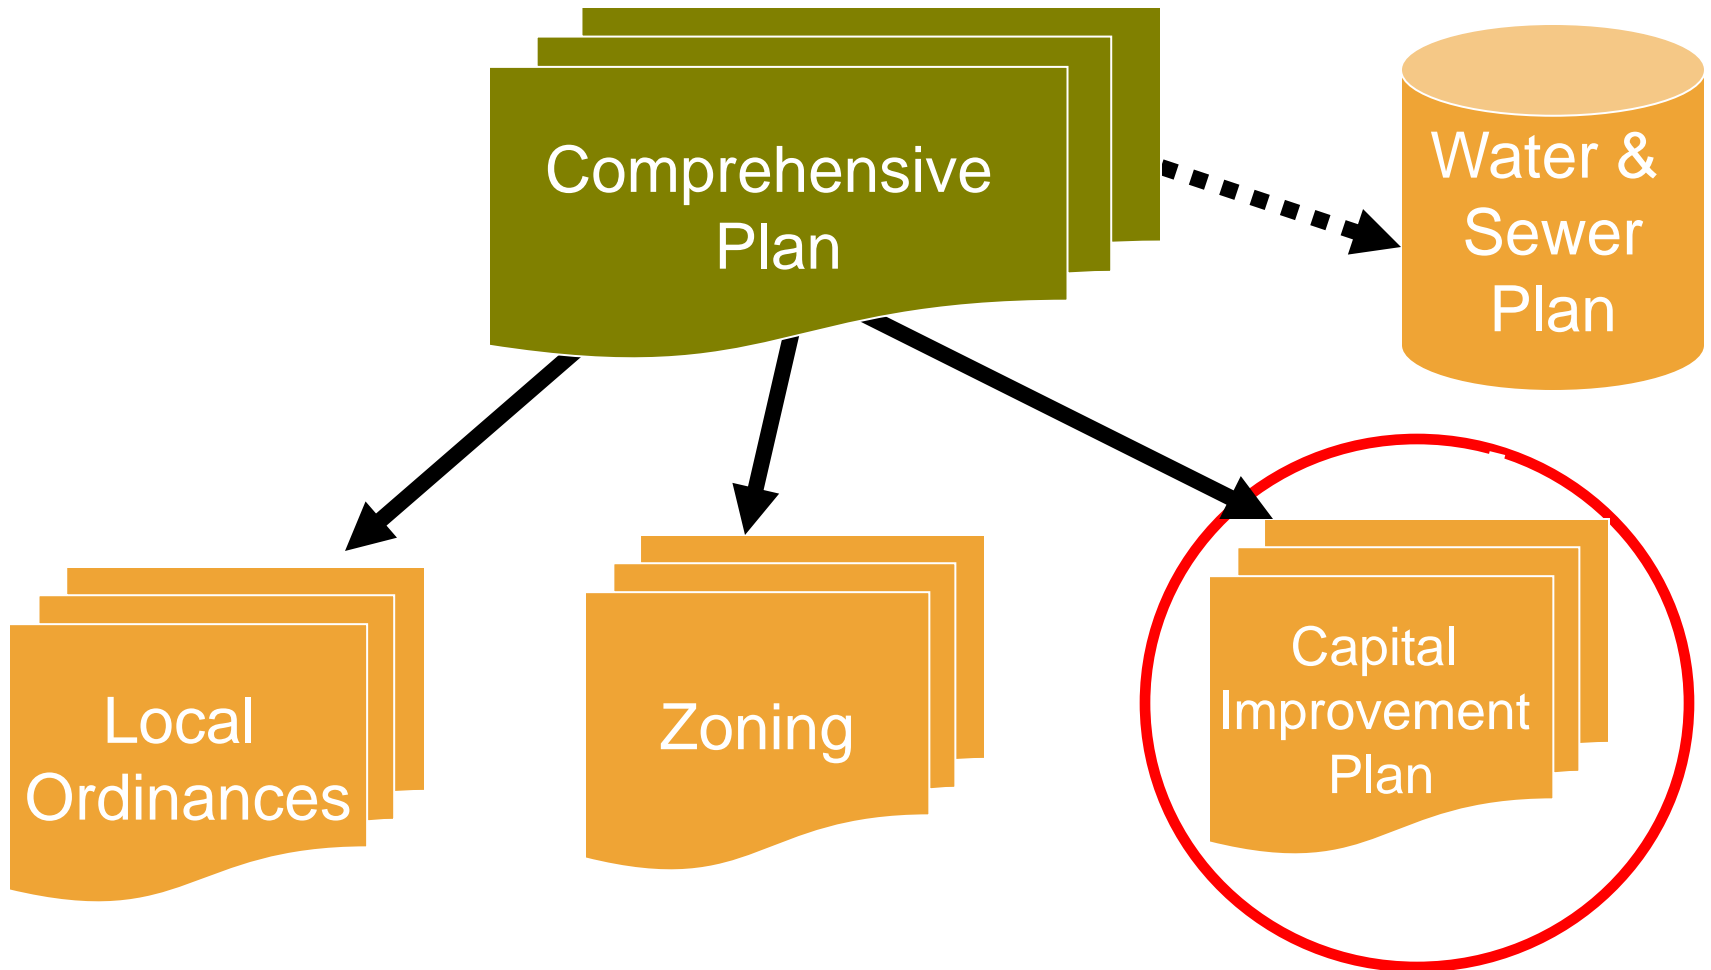 Comprehensive
Plan
Water &
Sewer
Plan
Local
Ordinances
Zoning
Capital
Improvement
Plan